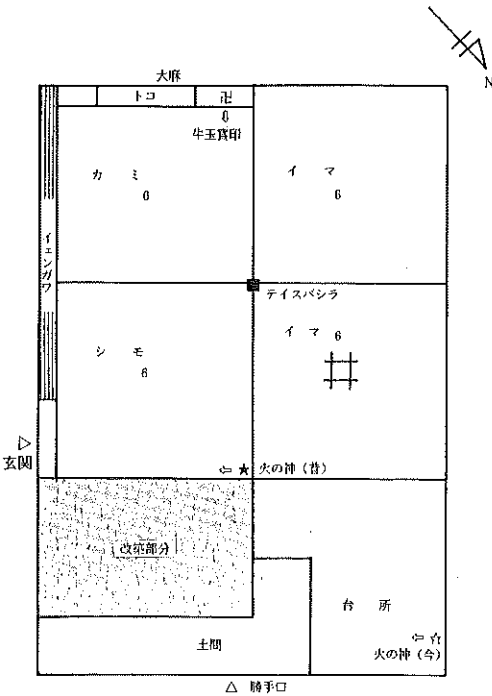 N
大麻
トコ
卍
牛玉寶印
カミ
6
イマ
6
イェンガワ
テイスバシラ
シモ
6
イマ 6
玄関
火の神(昔)
改築部分
台所
火の神(今)
土間
勝手口